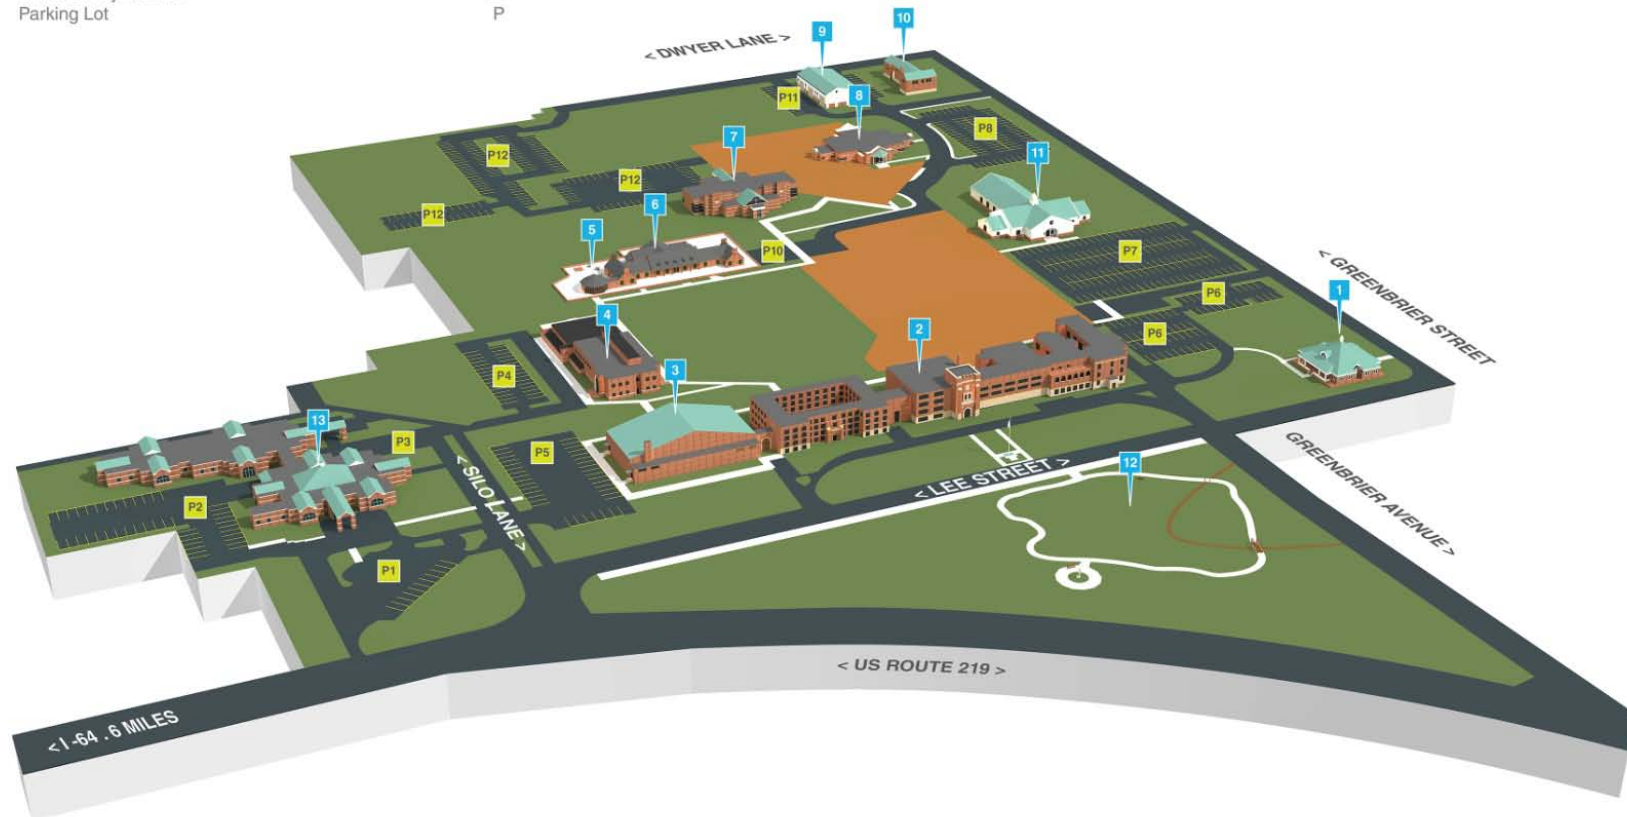 Parking Lot P
10
9
< DWYER LANE >
P11
8
P8
7
P12
11
P12
6
P12
5
P10
P7
< GREENBRIER STREET
1
P6
4
2
P6
P4
3
13
P3
P5
< SILO LANE >
< LEE STREET >
12
GREENBRIER AVENUE >
P2
P1
< US ROUTE 219 >
< I-64 . 6 MILES